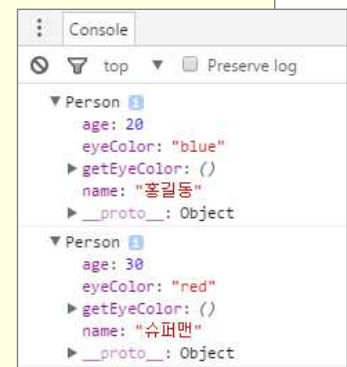 Console
top Preserve log
Person
age: 20
eyeColor: "blue"
getEyeColor: ()
name: "홍길동"
__proto__: Object
Person
age: 30
eyeColor: "red"
getEyeColor: ()
name: "슈퍼맨"
__proto__: Object